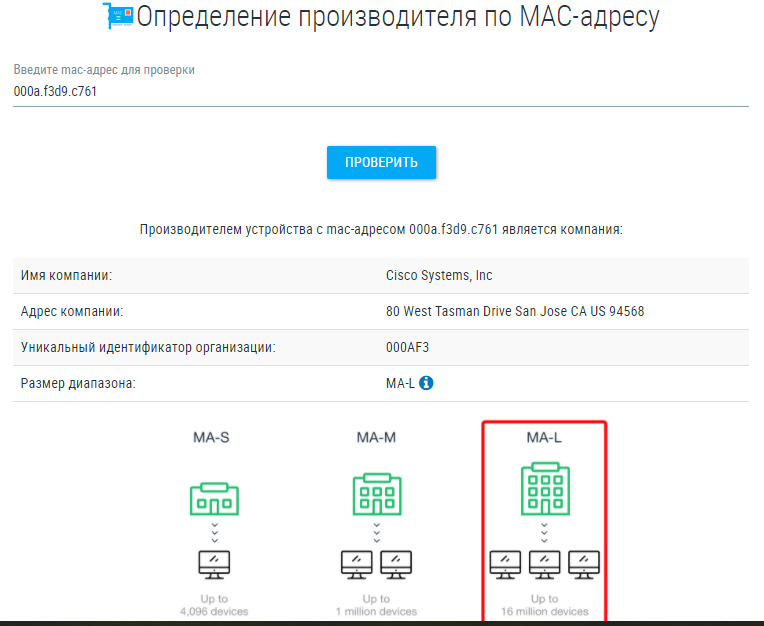 Определение производителя по MAC-адресу
Введите mac-адрес для проверки
000a.f3d9.c761
ПРОВЕРИТЬ
Производителем устройства с mac-адресом 000a.f3d9.c761 является компания:
Имя компании: Cisco Systems, Inc
Адрес компании: 80 West Tasman Drive San Jose CA US 94568
Уникальный идентификатор организации: 000AF3
Размер диапазона: MA-L
MA-S MA-M MA-L
Up to Up to Up to
4,096 devices 1 million devices 16 million devices